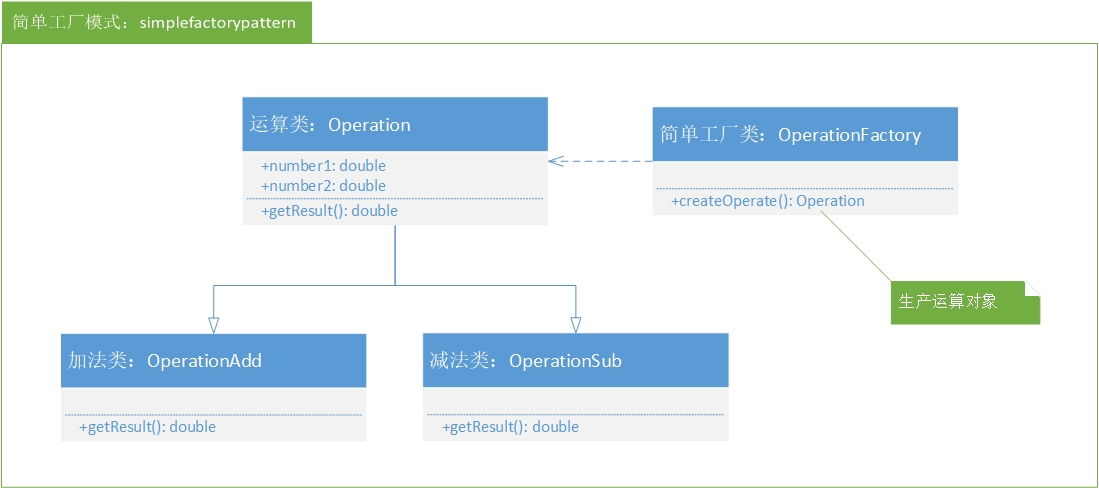 简单工厂模式：simplefactorypattern
运算类：Operation
+number1: double
+number2: double
+getResult(): double
简单工厂类：OperationFactory
+createOperate(): Operation
生产运算对象
加法类：OperationAdd
+getResult(): double
减法类：OperationSub
+getResult(): double